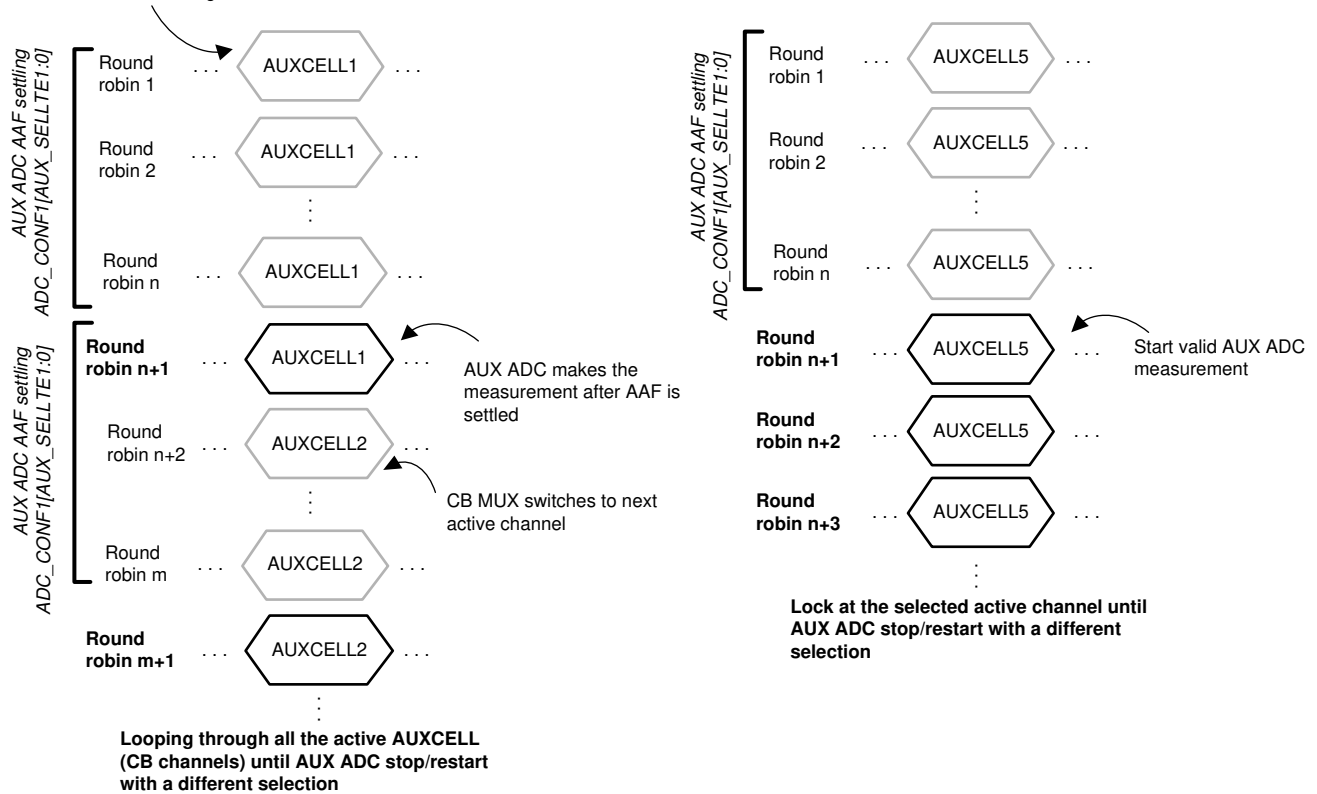 AUX ADC AAF settling
ADC_CONF1[AUX_SELLTE1:0]
Round
robin 1
. . .
AUXCELL1
. . .
Round
robin 2
. . .
AUXCELL1
. . .
. . .
Round
robin n
. . .
AUXCELL1
. . .
AUX ADC AAF settling
ADC_CONF1[AUX_SELLTE1:0]
Round
robin n+1
. . .
AUXCELL1
. . .
AUX ADC makes the
measurement after AAF is
settled
Round
robin n+2
. . .
AUXCELL2
. . .
CB MUX switches to next
active channel
. . .
Round
robin m
. . .
AUXCELL2
. . .
Round
robin m+1
. . .
AUXCELL2
. . .
. . .
Looping through all the active AUXCELL
(CB channels) until AUX ADC stop/restart
with a different selection
AUX ADC AAF settling
ADC_CONF1[AUX_SELLTE1:0]
Round
robin 1
. . .
AUXCELL5
. . .
Round
robin 2
. . .
AUXCELL5
. . .
. . .
Round
robin n
. . .
AUXCELL5
. . .
Round
robin n+1
. . .
AUXCELL5
. . .
Start valid AUX ADC
measurement
Round
robin n+2
. . .
AUXCELL5
. . .
Round
robin n+3
. . .
AUXCELL5
. . .
. . .
Lock at the selected active channel until
AUX ADC stop/restart with a different
selection